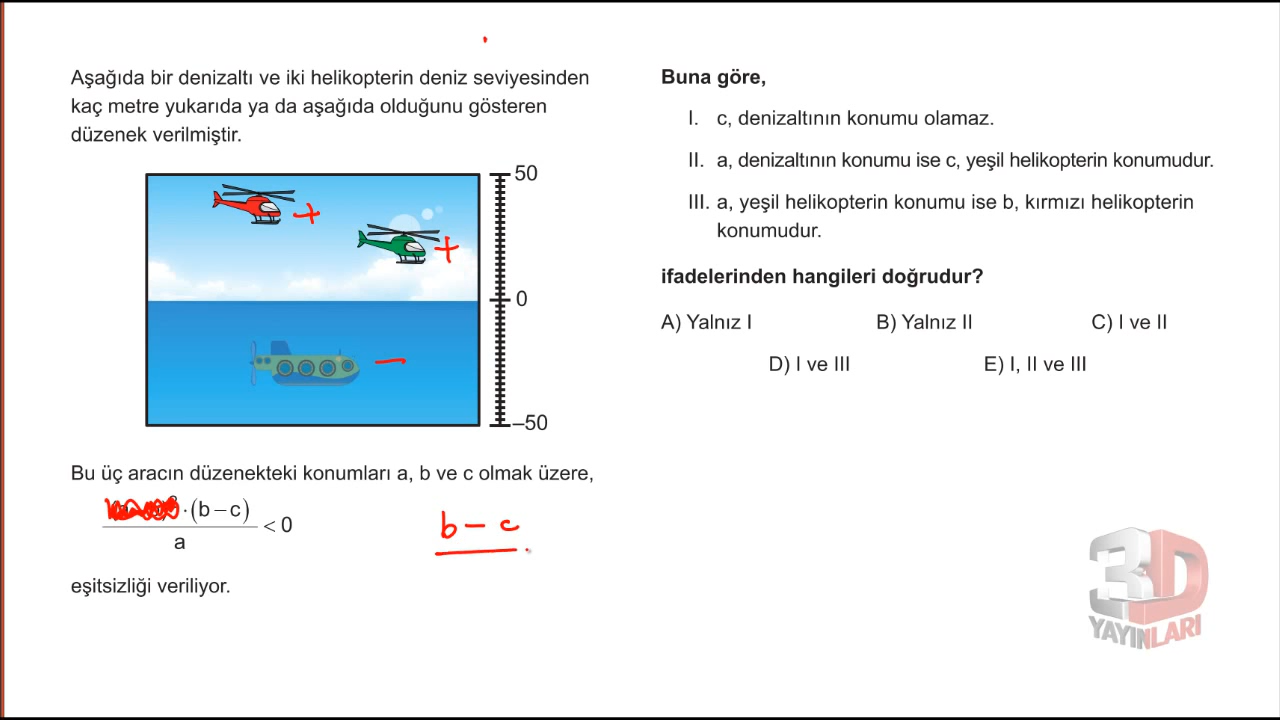 Aşağıda bir denizaltı ve iki helikopterin deniz seviyesinden
kaç metre yukarıda ya da aşağıda olduğunu gösteren
düzenek verilmiştir.
50
+
+
0
–
–50
Bu üç aracın düzenekteki konumları a, b ve c olmak üzere,
· (b – c)
a
< 0
b – c
eşitsizliği veriliyor.
Buna göre,
I. c, denizaltının konumu olamaz.
II. a, denizaltının konumu ise c, yeşil helikopterin konumudur.
III. a, yeşil helikopterin konumu ise b, kırmızı helikopterin
konumudur.
ifadelerinden hangileri doğrudur?
A) Yalnız I B) Yalnız II C) I ve II
D) I ve III E) I, II ve III
3D
YAYINLARI